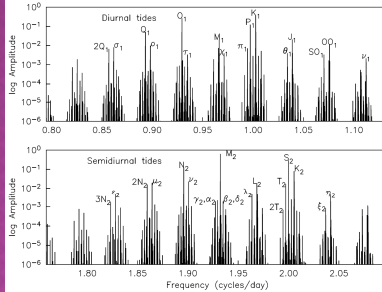 Diurnal tides
log Amplitude
10⁰
10⁻¹
10⁻²
10⁻³
10⁻⁴
10⁻⁵
10⁻⁶
2Q₁ σ₁ Q₁ ρ₁ O₁ τ₁ M₁ χ₁ π₁ P₁ K₁ θ₁ J₁ SO₁ OO₁ ν₁
0.80 0.85 0.90 0.95 1.00 1.05 1.10
Semidiurnal tides
log Amplitude
10⁰
10⁻¹
10⁻²
10⁻³
10⁻⁴
10⁻⁵
10⁻⁶
3N₂ 2N₂ μ₂ N₂ ν₂ γ₂,α₂ M₂ β₂,δ₂ λ₂ L₂ 2T₂ T₂ S₂ K₂ ξ₂ η₂
1.80 1.85 1.90 1.95 2.00 2.05
Frequency (cycles/day)